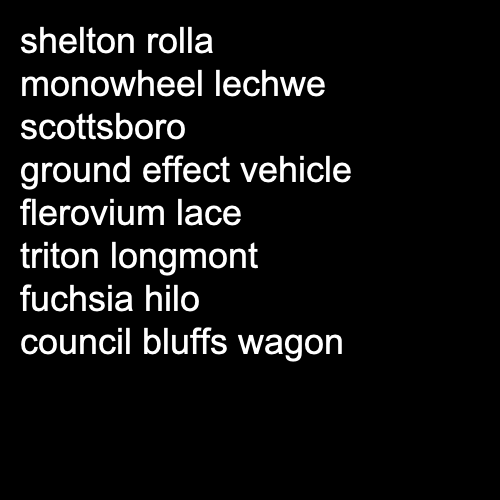 shelton rolla
monowheel lechwe
scottsboro
ground effect vehicle
flerovium lace
triton longmont
fuchsia hilo
council bluffs wagon